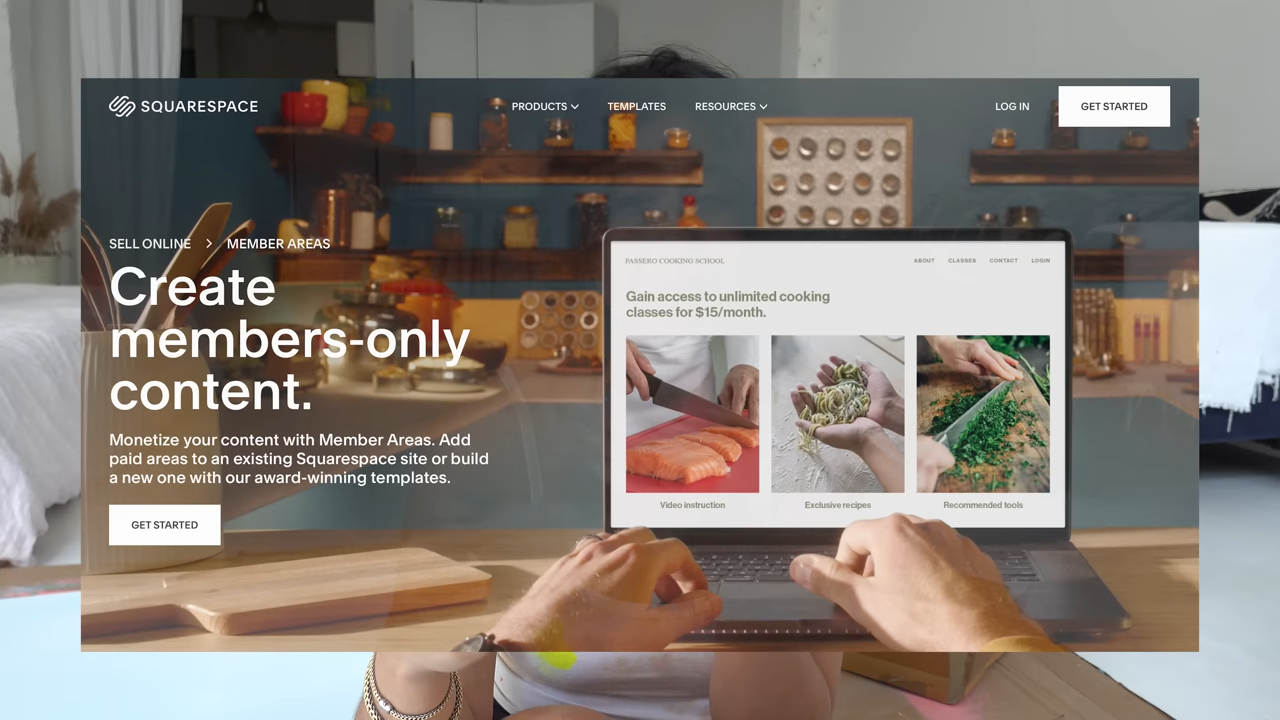 SQUARESPACE
PRODUCTS
TEMPLATES
RESOURCES
LOG IN
GET STARTED
SELL ONLINE > MEMBER AREAS
Create
members-only
content.
Monetize your content with Member Areas. Add
paid areas to an existing Squarespace site or build
a new one with our award-winning templates.
GET STARTED
PASSERO COOKING SCHOOL
ABOUT
CLASSES
CONTACT
LOGIN
Gain access to unlimited cooking
classes for $15/month.
Video instruction
Exclusive recipes
Recommended tools